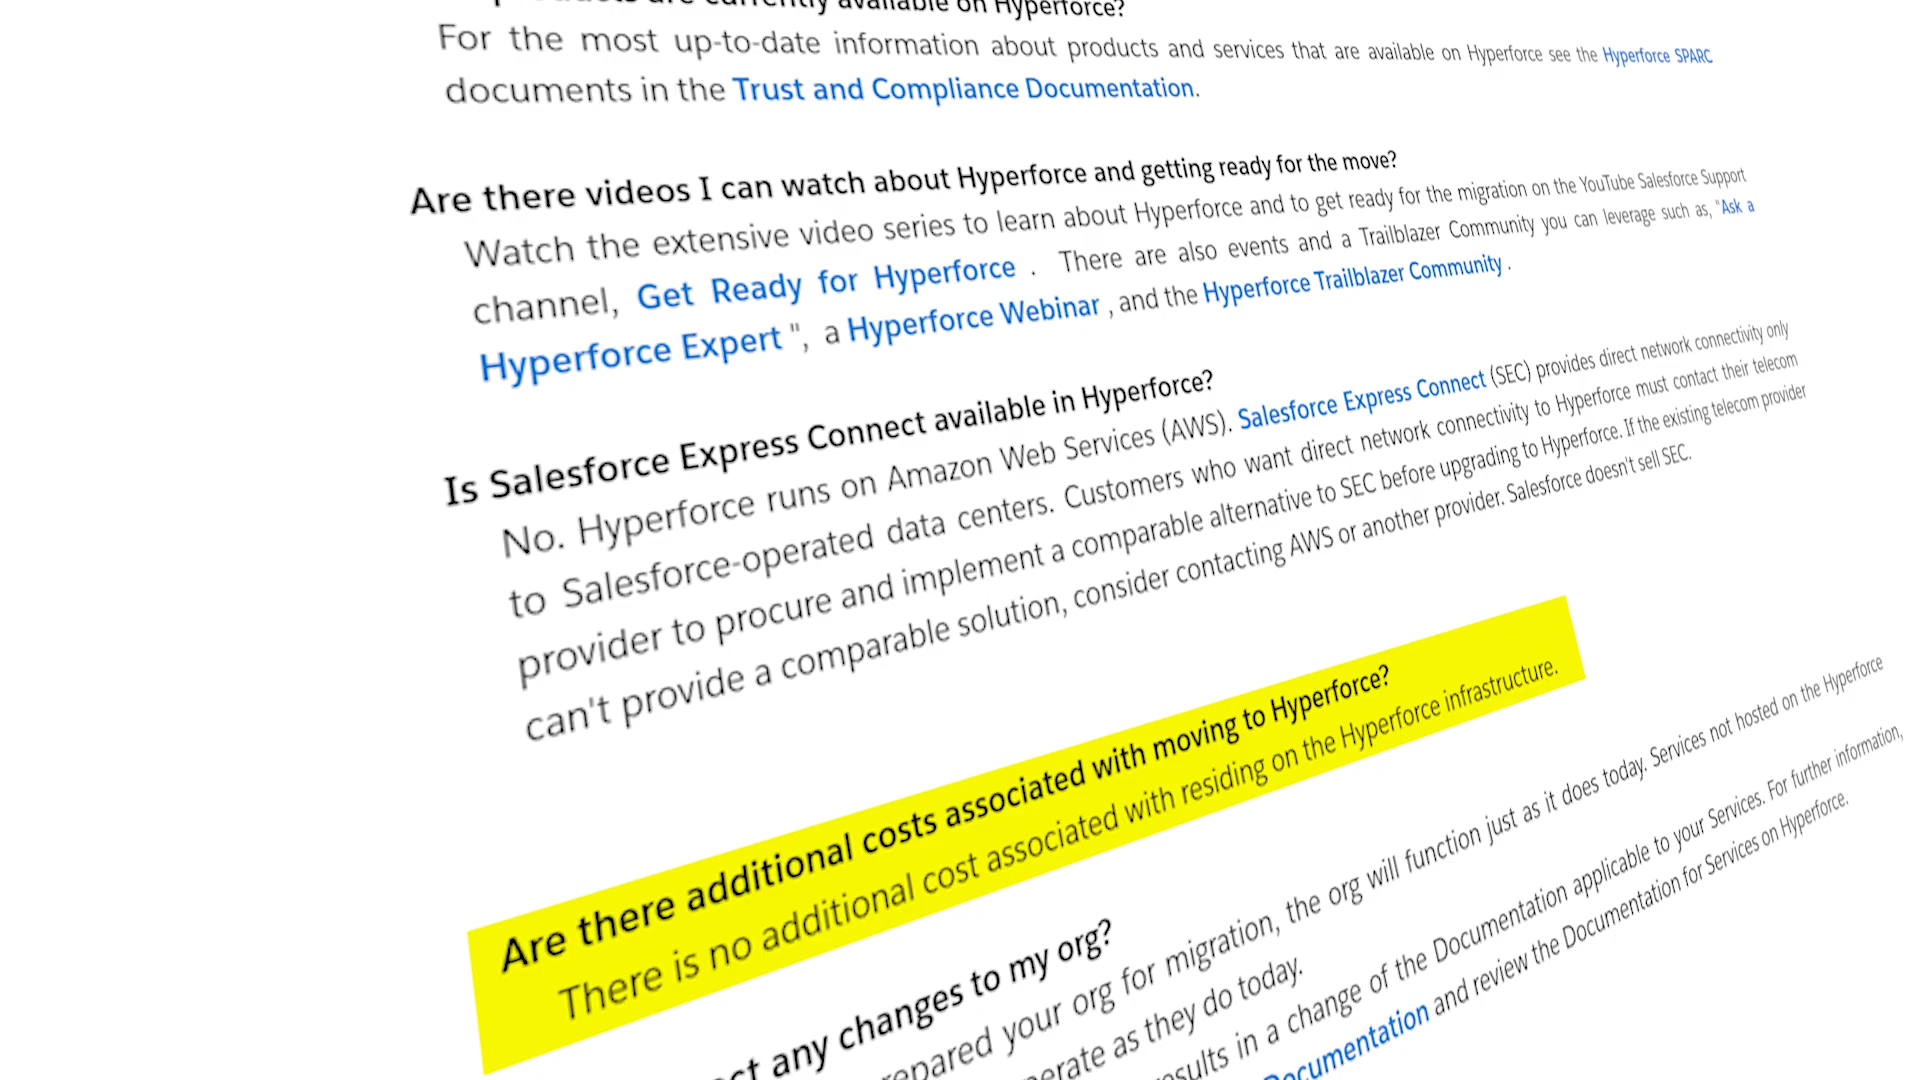 are currently available on Hyperforce?
For the most up-to-date information about products and services that are available on Hyperforce see the Hyperforce SPARC
documents in the Trust and Compliance Documentation.
Are there videos I can watch about Hyperforce and getting ready for the move?
Watch the extensive video series to learn about Hyperforce and to get ready for the migration on the YouTube Salesforce Support
channel, Get Ready for Hyperforce . There are also events and a Trailblazer Community you can leverage such as, "Ask a
Hyperforce Expert ", a Hyperforce Webinar , and the Hyperforce Trailblazer Community .
Is Salesforce Express Connect available in Hyperforce?
No. Hyperforce runs on Amazon Web Services (AWS). Salesforce Express Connect (SEC) provides direct network connectivity only
to Salesforce-operated data centers. Customers who want direct network connectivity to Hyperforce must contact their telecom
provider to procure and implement a comparable alternative to SEC before upgrading to Hyperforce. If the existing telecom provider
can't provide a comparable solution, consider contacting AWS or another provider. Salesforce doesn't sell SEC.
Are there additional costs associated with moving to Hyperforce?
There is no additional cost associated with residing on the Hyperforce infrastructure.
any changes to my org?
your org for migration, the org will function just as it does today. Services not hosted on the Hyperforce
as they do today.
in a change of the Documentation applicable to your Services. For further information,
Documentation and review the Documentation for Services on Hyperforce.